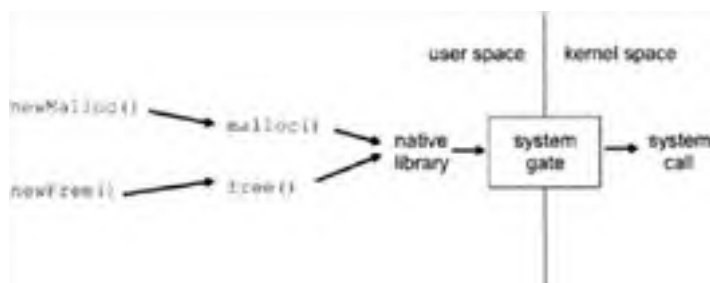 user space kernel space
newMalloc()
malloc()
native library
system gate
system call
newFree()
free()